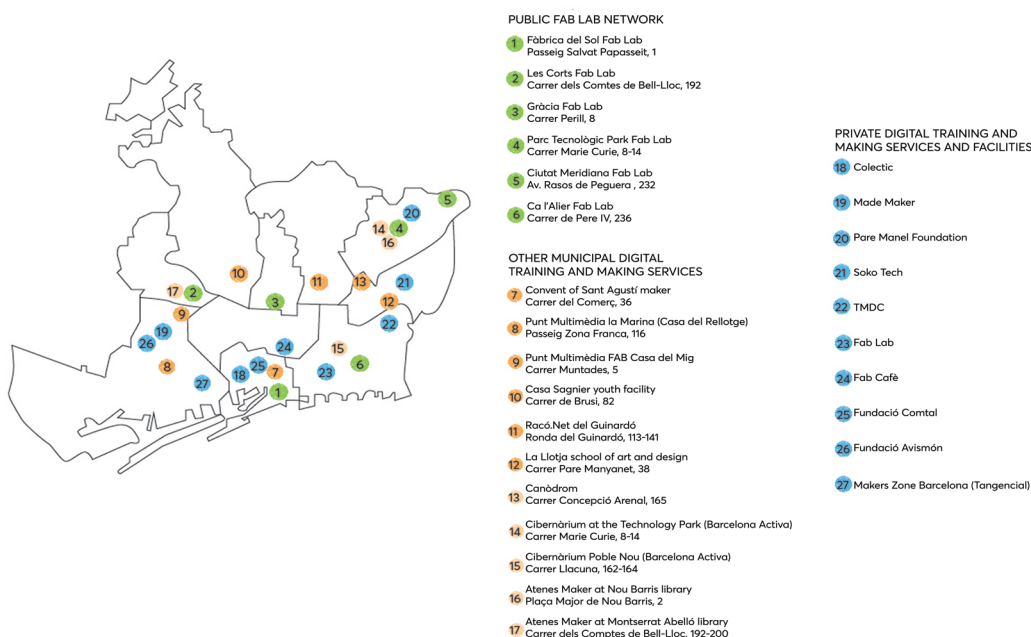 PUBLIC FAB LAB NETWORK
1 Fàbrica del Sol Fab Lab
Passeig Salvat Papasseit, 1
2 Les Corts Fab Lab
Carrer dels Comtes de Bell-Lloc, 192
3 Gràcia Fab Lab
Carrer Perill, 8
4 Parc Tecnològic Park Fab Lab
Carrer Marie Curie, 8-14
5 Ciutat Meridiana Fab Lab
Av. Rasos de Peguera , 232
6 Ca l'Alier Fab Lab
Carrer de Pere IV, 236
OTHER MUNICIPAL DIGITAL
TRAINING AND MAKING SERVICES
7 Convent of Sant Agustí maker
Carrer del Comerç, 36
8 Punt Multimèdia la Marina (Casa del Rellotge)
Passeig Zona Franca, 116
9 Punt Multimèdia FAB Casa del Mig
Carrer Muntades, 5
10 Casa Sagnier youth facility
Carrer de Brusi, 82
11 Racó.Net del Guinardó
Ronda del Guinardó, 113-141
12 La Llotja school of art and design
Carrer Pare Manyanet, 38
13 Canòdrom
Carrer Concepció Arenal, 165
14 Cibernàrium at the Technology Park (Barcelona Activa)
Carrer Marie Curie, 8-14
15 Cibernàrium Poble Nou (Barcelona Activa)
Carrer Llacuna, 162-164
16 Atenes Maker at Nou Barris library
Plaça Major de Nou Barris, 2
17 Atenes Maker at Montserrat Abelló library
Carrer dels Comptes de Bell-Lloc, 192-200
PRIVATE DIGITAL TRAINING AND
MAKING SERVICES AND FACILITIES
18 Colectic
19 Made Maker
20 Pare Manel Foundation
21 Soko Tech
22 TMDC
23 Fab Lab
24 Fab Cafè
25 Fundació Comtal
26 Fundació Avismón
27 Makers Zone Barcelona (Tangencial)
5
20
14
4
16
10
11
13
21
17
2
3
12
9
22
19
26
24
15
8
25
7
6
18
23
27
1